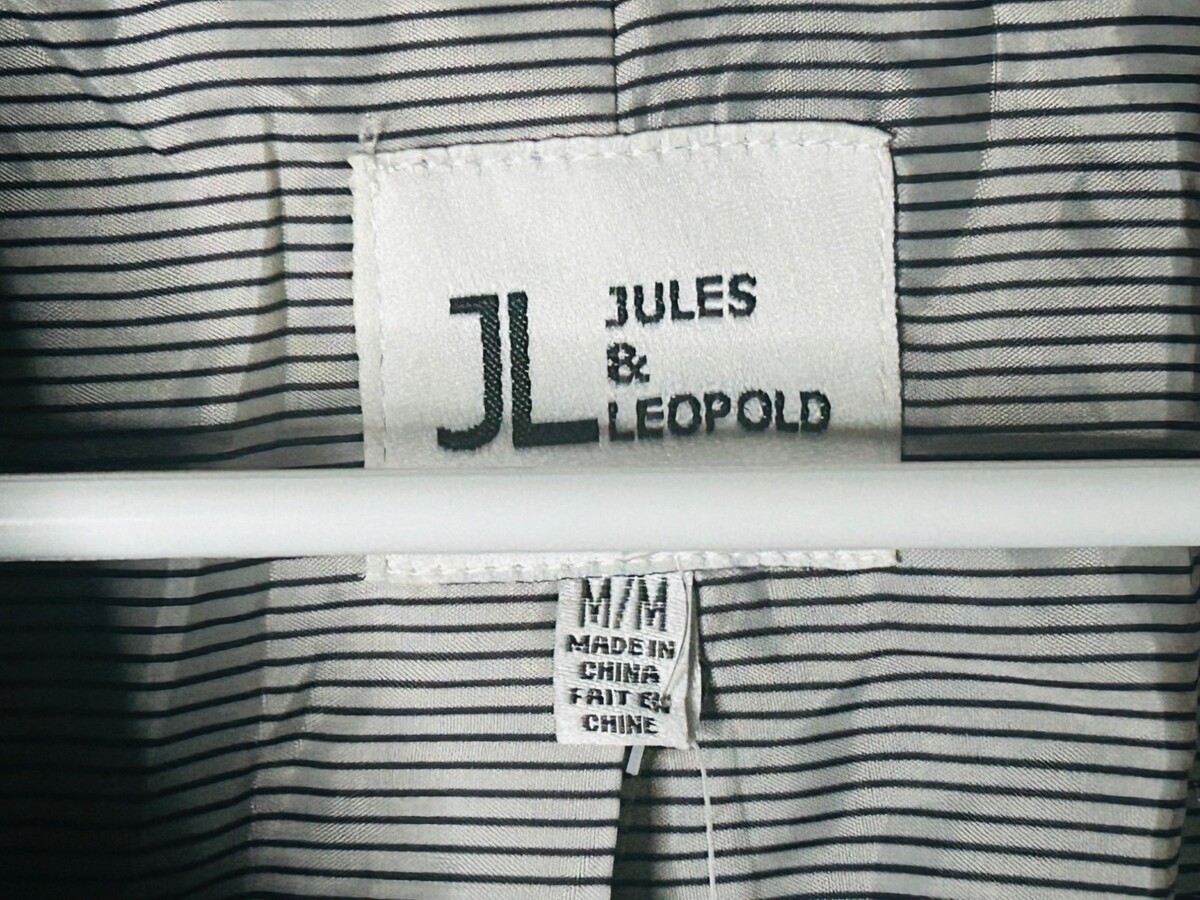 JL
JULES
&
LEOPOLD
M/M
MADE IN
CHINA
FAIT EN
CHINE